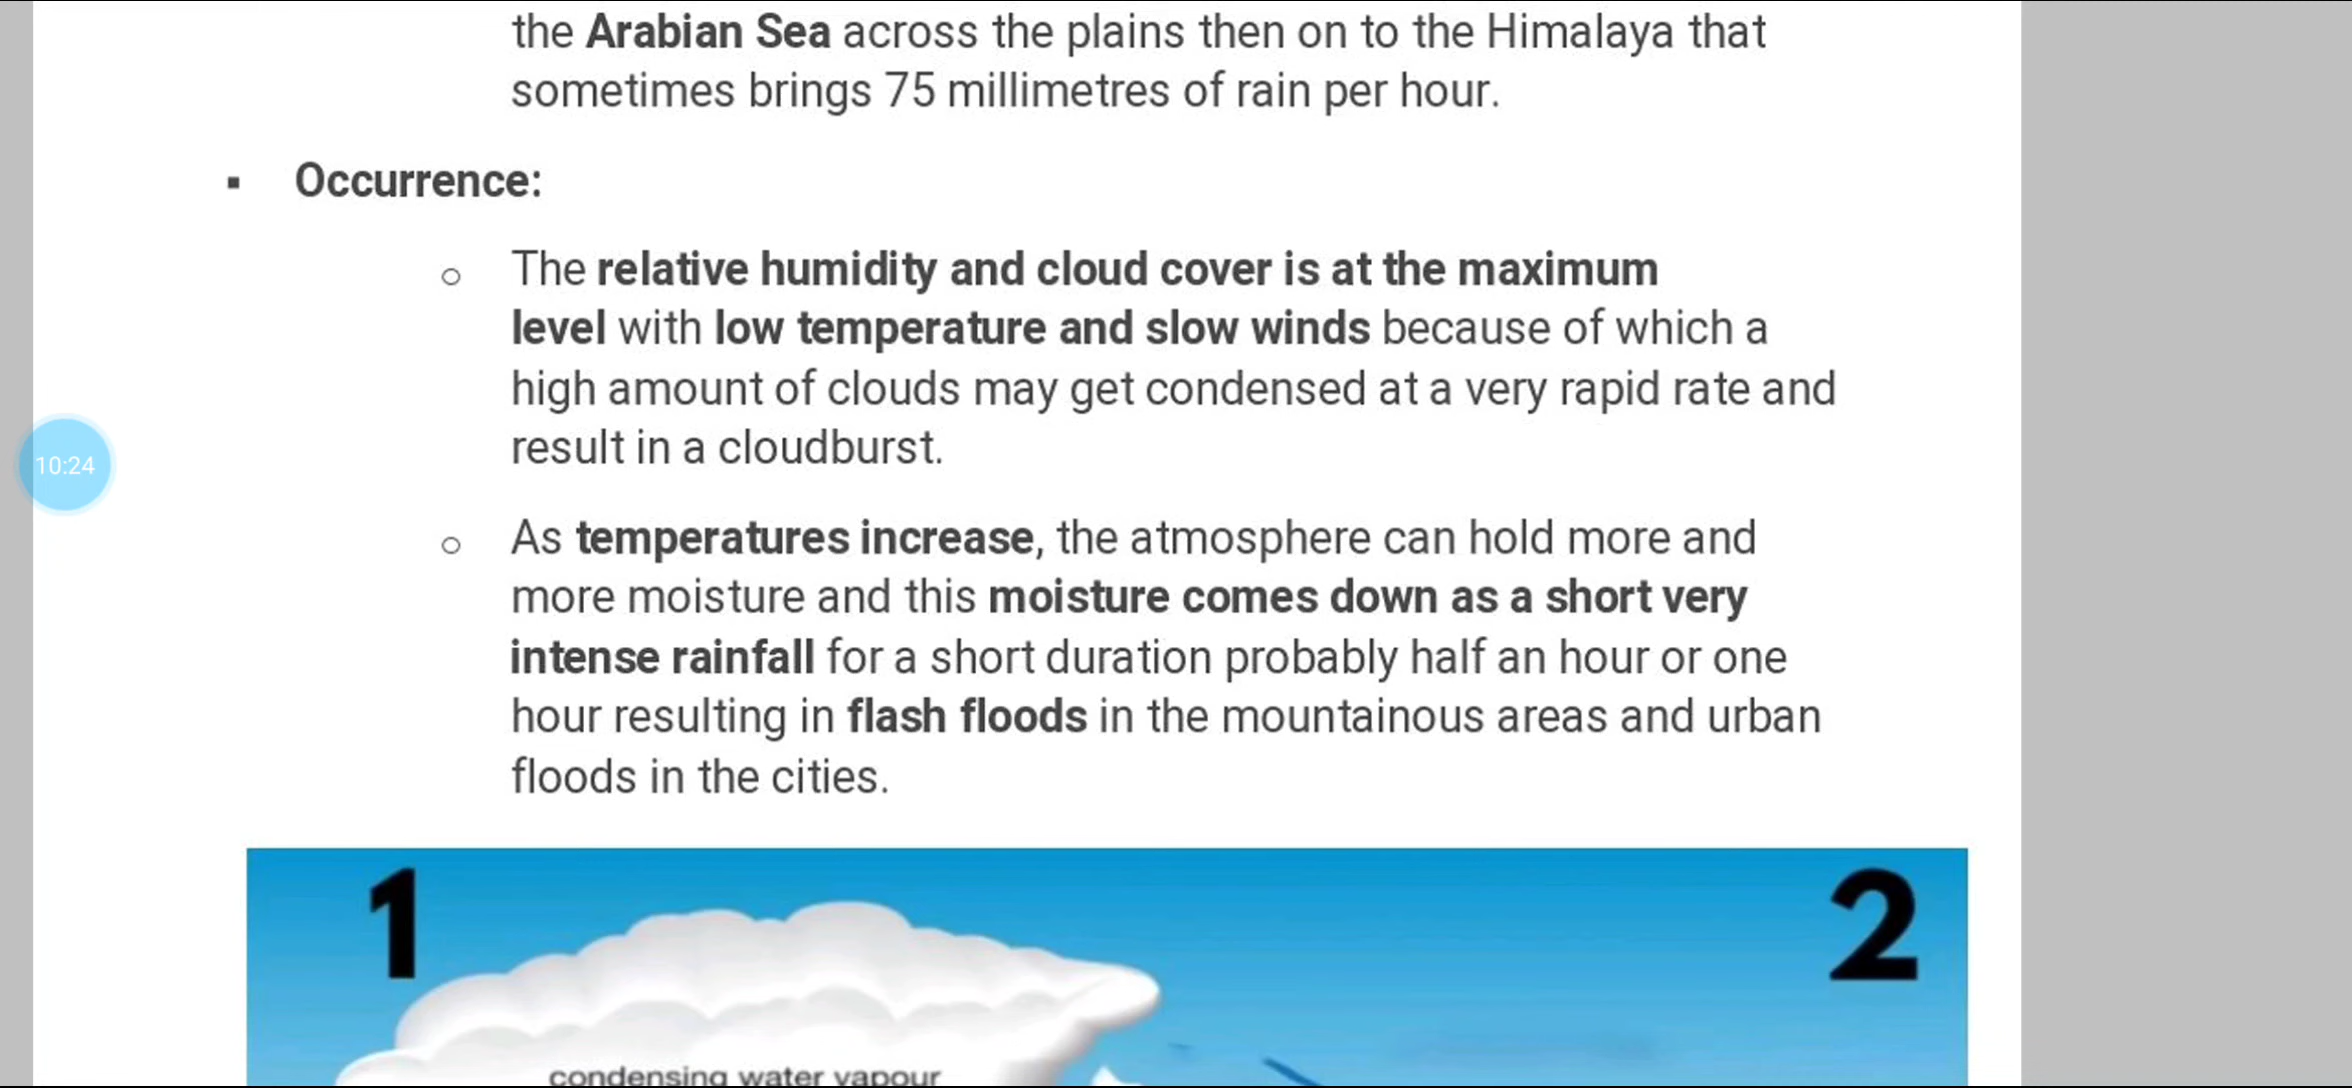 the Arabian Sea across the plains then on to the Himalaya that
sometimes brings 75 millimetres of rain per hour.
▪ Occurrence:
○ The relative humidity and cloud cover is at the maximum
level with low temperature and slow winds because of which a
high amount of clouds may get condensed at a very rapid rate and
result in a cloudburst.
10:24
○ As temperatures increase, the atmosphere can hold more and
more moisture and this moisture comes down as a short very
intense rainfall for a short duration probably half an hour or one
hour resulting in flash floods in the mountainous areas and urban
floods in the cities.
1
2
condensing water vapour